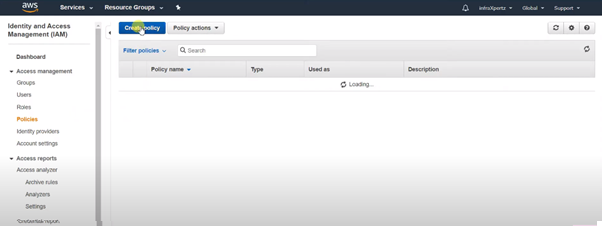 aws Services Resource Groups infraXpertz Global Support
Identity and Access Management (IAM)
Dashboard
Access management
Groups
Users
Roles
Policies
Identity providers
Account settings
Access reports
Access analyzer
Archive rules
Analyzers
Settings
Credential report
Create policy Policy actions
Filter policies Search
Policy name Type Used as Description
Loading...